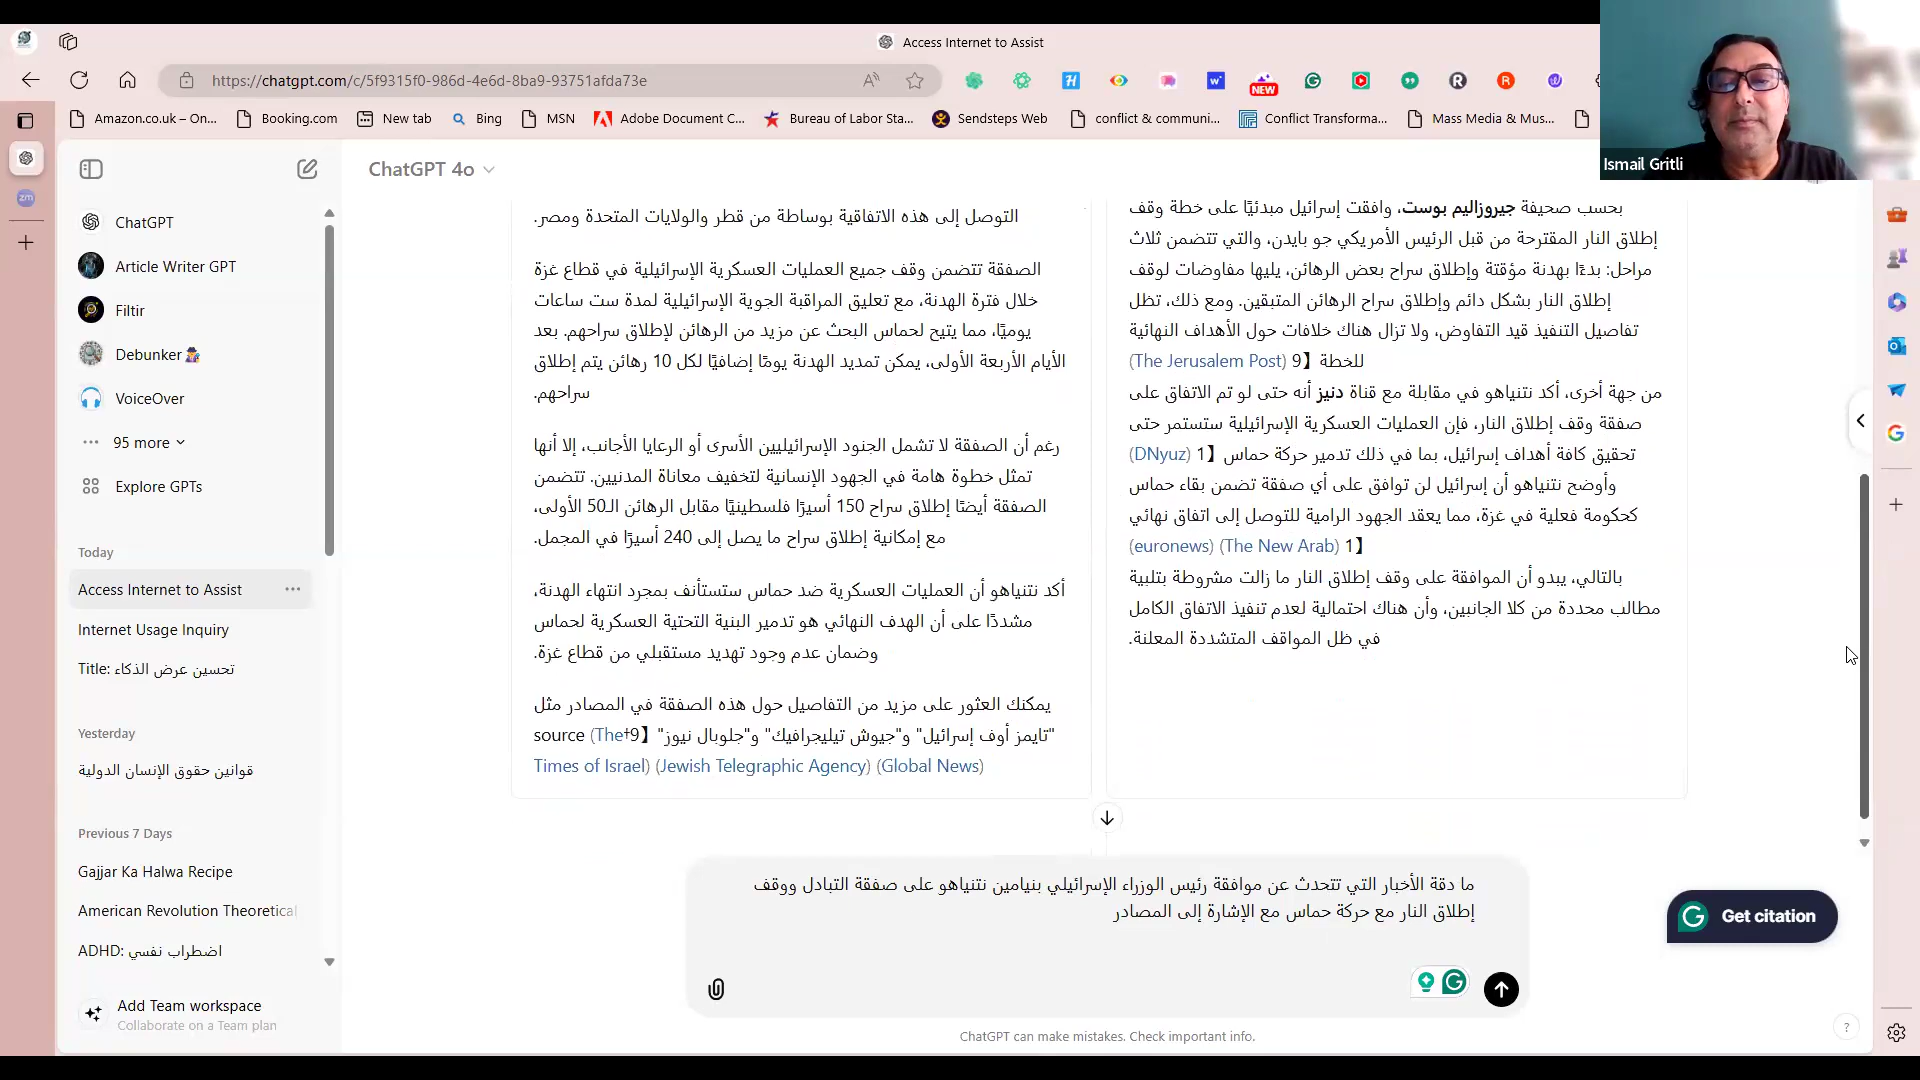 Access Internet to Assist
https://chatgpt.com/c/5f9315f0-986d-4e6d-8ba9-93751afda73e
NEW
Amazon.co.uk – On...
Booking.com
New tab
Bing
MSN
Adobe Document C...
Bureau of Labor Sta...
Sendsteps Web
conflict & communi...
Conflict Transforma...
Mass Media & Mus...
Ismail Gritli
zm
ChatGPT
Article Writer GPT
Filtir
Debunker
VoiceOver
95 more
Explore GPTs
Today
Access Internet to Assist
Internet Usage Inquiry
Title: تحسين عرض الذكاء
Yesterday
قوانين حقوق الإنسان الدولية
Previous 7 Days
Gajjar Ka Halwa Recipe
American Revolution Theoretical
ADHD: اضطراب نفسي
Add Team workspace
Collaborate on a Team plan
ChatGPT 4o
التوصل إلى هذه الاتفاقية بوساطة من قطر والولايات المتحدة ومصر.
الصفقة تتضمن وقف جميع العمليات العسكرية الإسرائيلية في قطاع غزة
خلال فترة الهدنة، مع تعليق المراقبة الجوية الإسرائيلية لمدة ست ساعات
يوميًا، مما يتيح لحماس البحث عن مزيد من الرهائن لإطلاق سراحهم. بعد
الأيام الأربعة الأولى، يمكن تمديد الهدنة يومًا إضافيًا لكل 10 رهائن يتم إطلاق
سراحهم.
رغم أن الصفقة لا تشمل الجنود الإسرائيليين الأسرى أو الرعايا الأجانب، إلا أنها
تمثل خطوة هامة في الجهود الإنسانية لتخفيف معاناة المدنيين. تتضمن
الصفقة أيضًا إطلاق سراح 150 أسيرًا فلسطينيًا مقابل الرهائن الـ50 الأولى،
مع إمكانية إطلاق سراح ما يصل إلى 240 أسيرًا في المجمل.
أكد نتنياهو أن العمليات العسكرية ضد حماس ستستأنف بمجرد انتهاء الهدنة،
مشددًا على أن الهدف النهائي هو تدمير البنية التحتية العسكرية لحماس
وضمان عدم وجود تهديد مستقبلي من قطاع غزة.
يمكنك العثور على مزيد من التفاصيل حول هذه الصفقة في المصادر مثل
"تايمز أوف إسرائيل" و"جيوش تيليجرافيك" و"جلوبال نيوز"【9†source (The
Times of Israel) (Jewish Telegraphic Agency) (Global News)
بحسب صحيفة جيروزاليم بوست، وافقت إسرائيل مبدئيًا على خطة وقف
إطلاق النار المقترحة من قبل الرئيس الأمريكي جو بايدن، والتي تتضمن ثلاث
مراحل: بدءًا بهدنة مؤقتة وإطلاق سراح بعض الرهائن، يليها مفاوضات لوقف
إطلاق النار بشكل دائم وإطلاق سراح الرهائن المتبقين. ومع ذلك، تظل
تفاصيل التنفيذ قيد التفاوض، ولا تزال هناك خلافات حول الأهداف النهائية
للخطة【9 (The Jerusalem Post)
من جهة أخرى، أكد نتنياهو في مقابلة مع قناة دنيز أنه حتى لو تم الاتفاق على
صفقة وقف إطلاق النار، فإن العمليات العسكرية الإسرائيلية ستستمر حتى
تحقيق كافة أهداف إسرائيل، بما في ذلك تدمير حركة حماس【1 (DNyuz)
وأوضح نتنياهو أن إسرائيل لن توافق على أي صفقة تضمن بقاء حماس
كحكومة فعلية في غزة، مما يعقد الجهود الرامية للتوصل إلى اتفاق نهائي
【1 (euronews) (The New Arab)
بالتالي، يبدو أن الموافقة على وقف إطلاق النار ما زالت مشروطة بتلبية
مطالب محددة من كلا الجانبين، وأن هناك احتمالية لعدم تنفيذ الاتفاق الكامل
في ظل المواقف المتشددة المعلنة.
ما دقة الأخبار التي تتحدث عن موافقة رئيس الوزراء الإسرائيلي بنيامين نتنياهو على صفقة التبادل ووقف
إطلاق النار مع حركة حماس مع الإشارة إلى المصادر
Get citation
ChatGPT can make mistakes. Check important info.
?